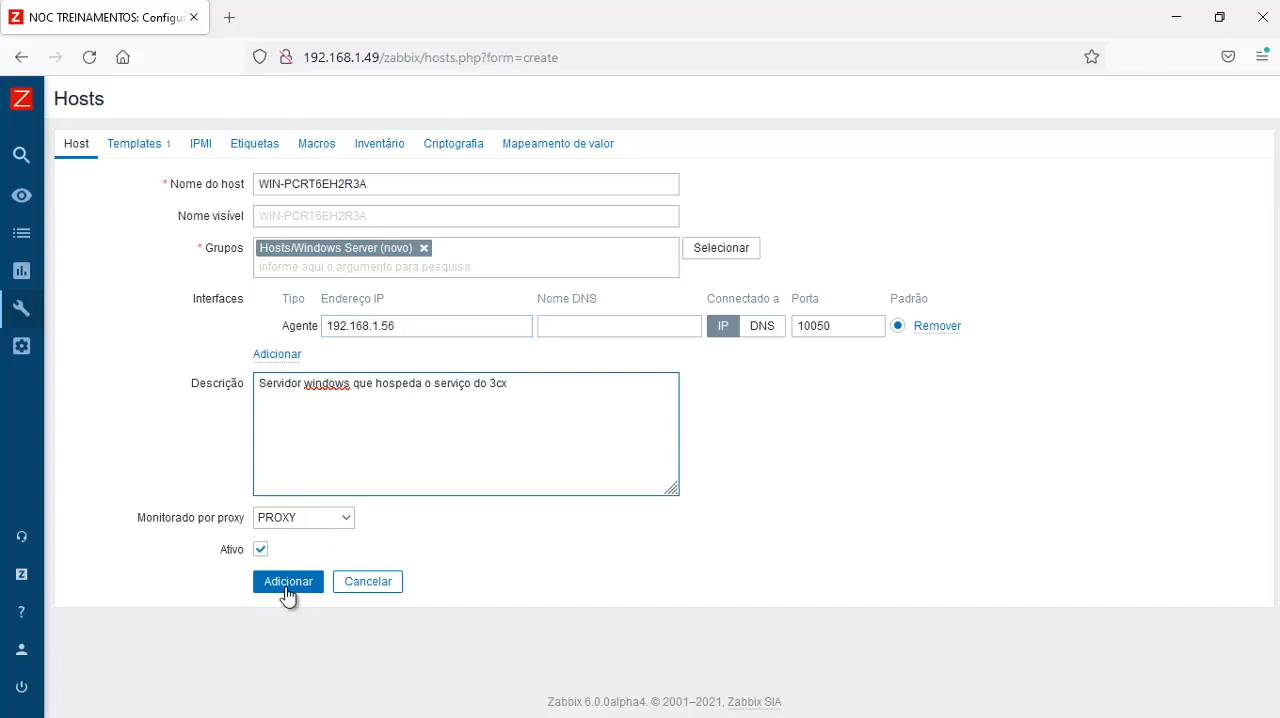 Z NOC TREINAMENTOS: Configu
192.168.1.49/zabbix/hosts.php?form=create
Z Hosts
Host Templates 1 IPMI Etiquetas Macros Inventário Criptografia Mapeamento de valor
* Nome do host WIN-PCRT6EH2R3A
Nome visível WIN-PCRT6EH2R3A
* Grupos Hosts/Windows Server (novo) Selecionar
informe aqui o argumento para pesquisa
Interfaces Tipo Endereço IP Nome DNS Connectado a Porta Padrão
Agente 192.168.1.56 IP DNS 10050 Remover
Adicionar
Descrição Servidor windows que hospeda o serviço do 3cx
Monitorado por proxy PROXY
Ativo
Z
Adicionar Cancelar
?
Zabbix 6.0.0alpha4. © 2001–2021, Zabbix SIA